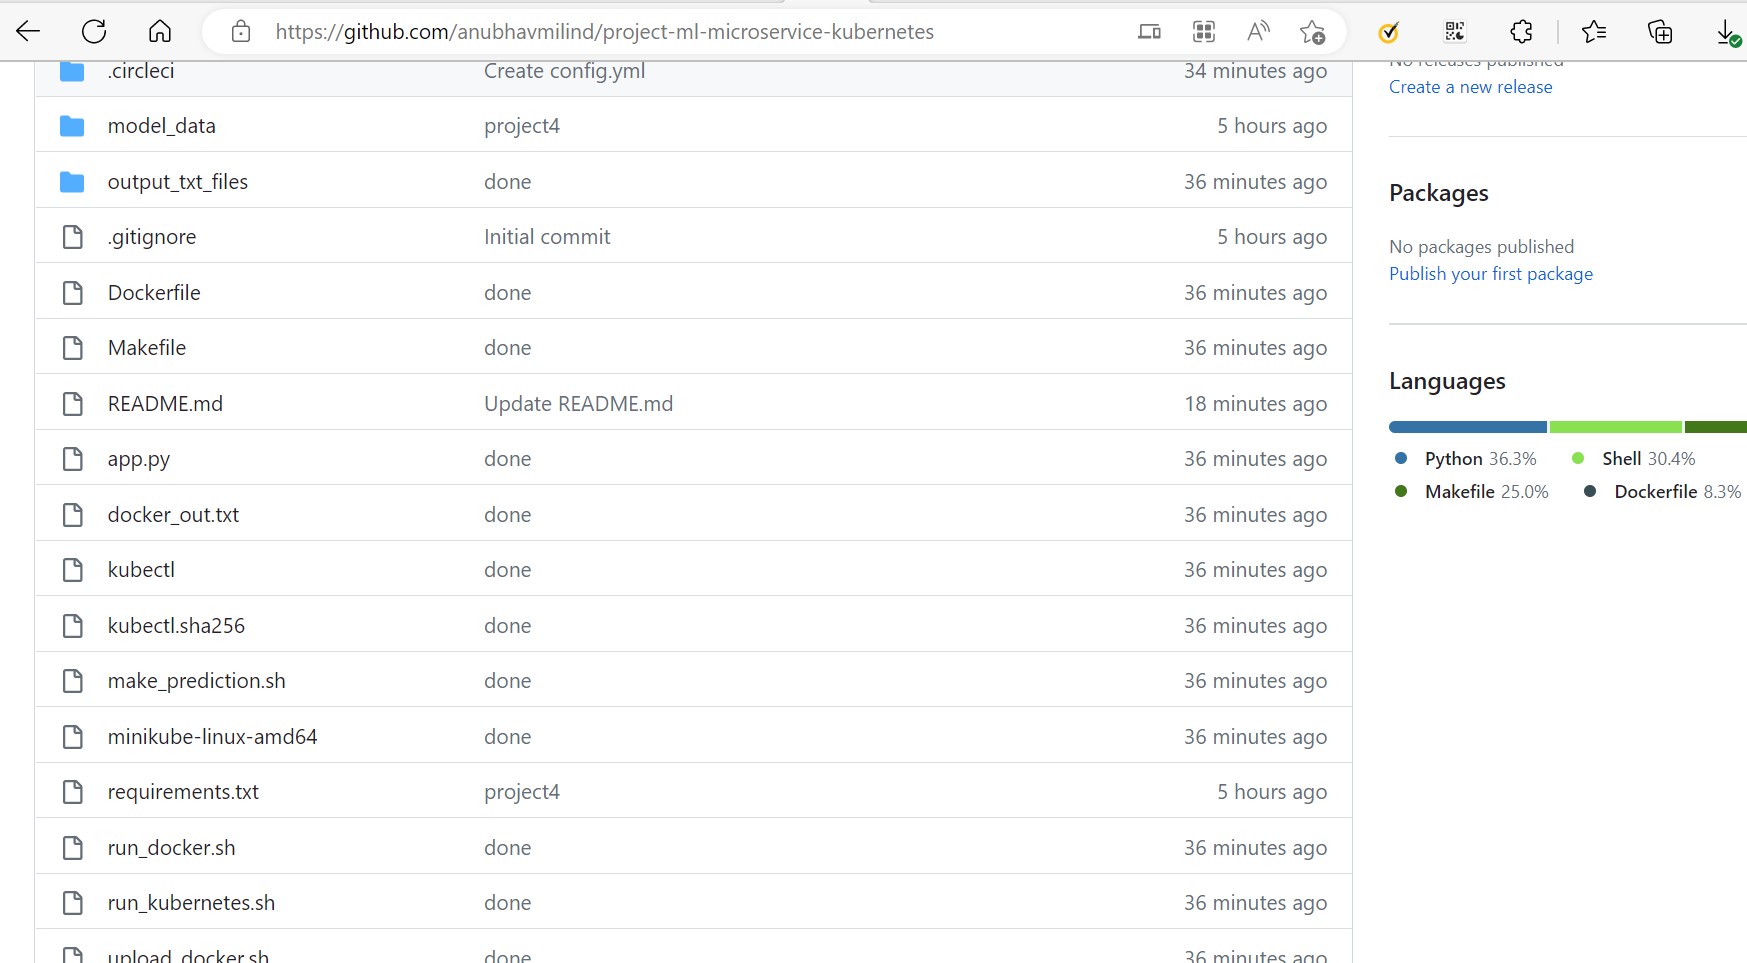 https://github.com/anubhavmilind/project-ml-microservice-kubernetes
.circleci Create config.yml 34 minutes ago
model_data project4 5 hours ago
output_txt_files done 36 minutes ago
.gitignore Initial commit 5 hours ago
Dockerfile done 36 minutes ago
Makefile done 36 minutes ago
README.md Update README.md 18 minutes ago
app.py done 36 minutes ago
docker_out.txt done 36 minutes ago
kubectl done 36 minutes ago
kubectl.sha256 done 36 minutes ago
make_prediction.sh done 36 minutes ago
minikube-linux-amd64 done 36 minutes ago
requirements.txt project4 5 hours ago
run_docker.sh done 36 minutes ago
run_kubernetes.sh done 36 minutes ago
upload_docker.sh done 36 minutes ago
No releases published
Create a new release
Packages
No packages published
Publish your first package
Languages
Python 36.3% Shell 30.4%
Makefile 25.0% Dockerfile 8.3%